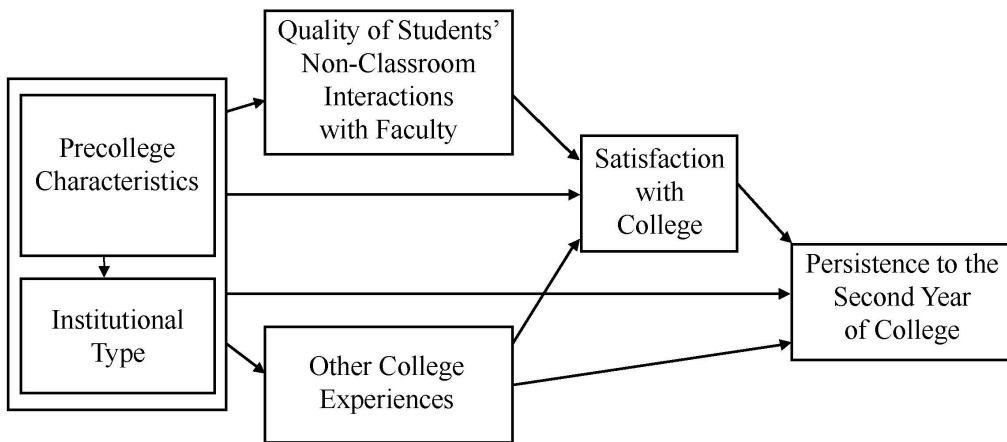 Quality of Students’
Non-Classroom
Interactions
with Faculty
Precollege
Characteristics
Satisfaction
with
College
Institutional
Type
Other College
Experiences
Persistence to the
Second Year
of College